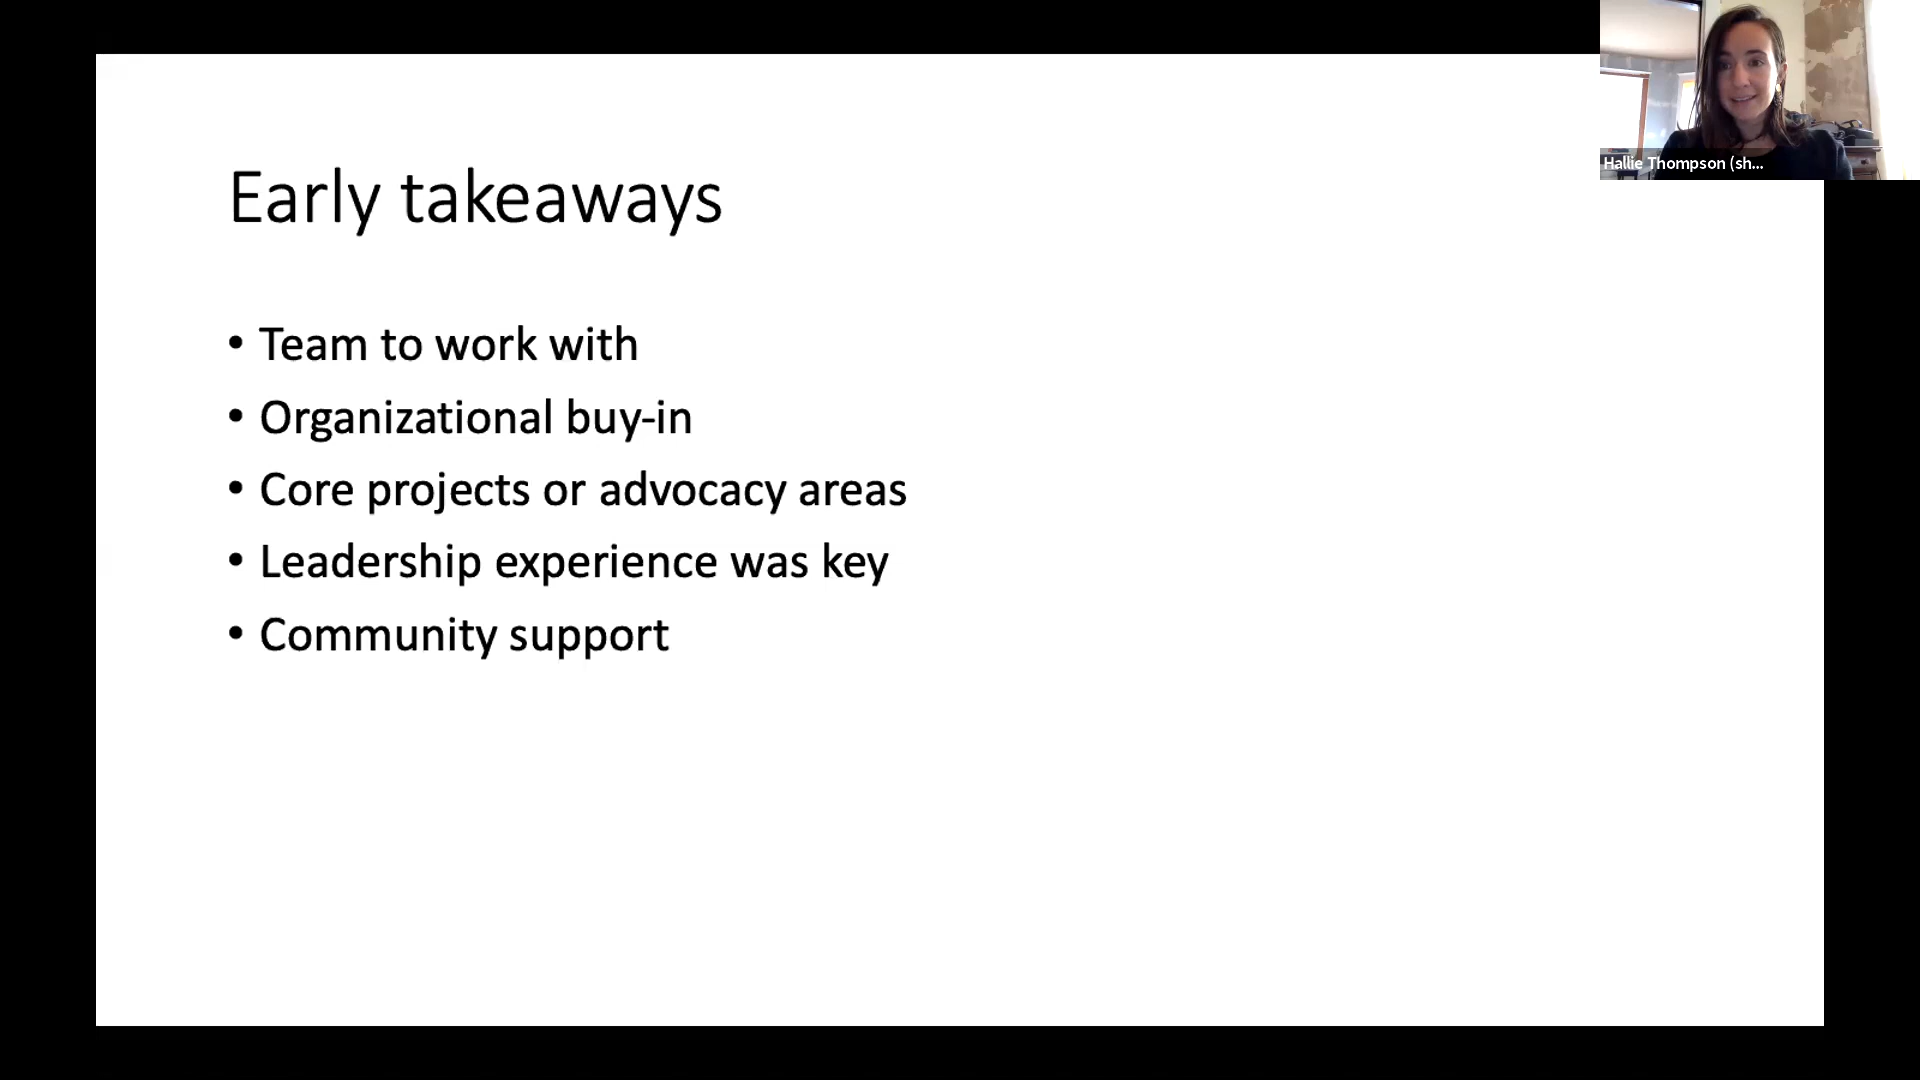 Early takeaways
• Team to work with
• Organizational buy-in
• Core projects or advocacy areas
• Leadership experience was key
• Community support
Hallie Thompson (sh...